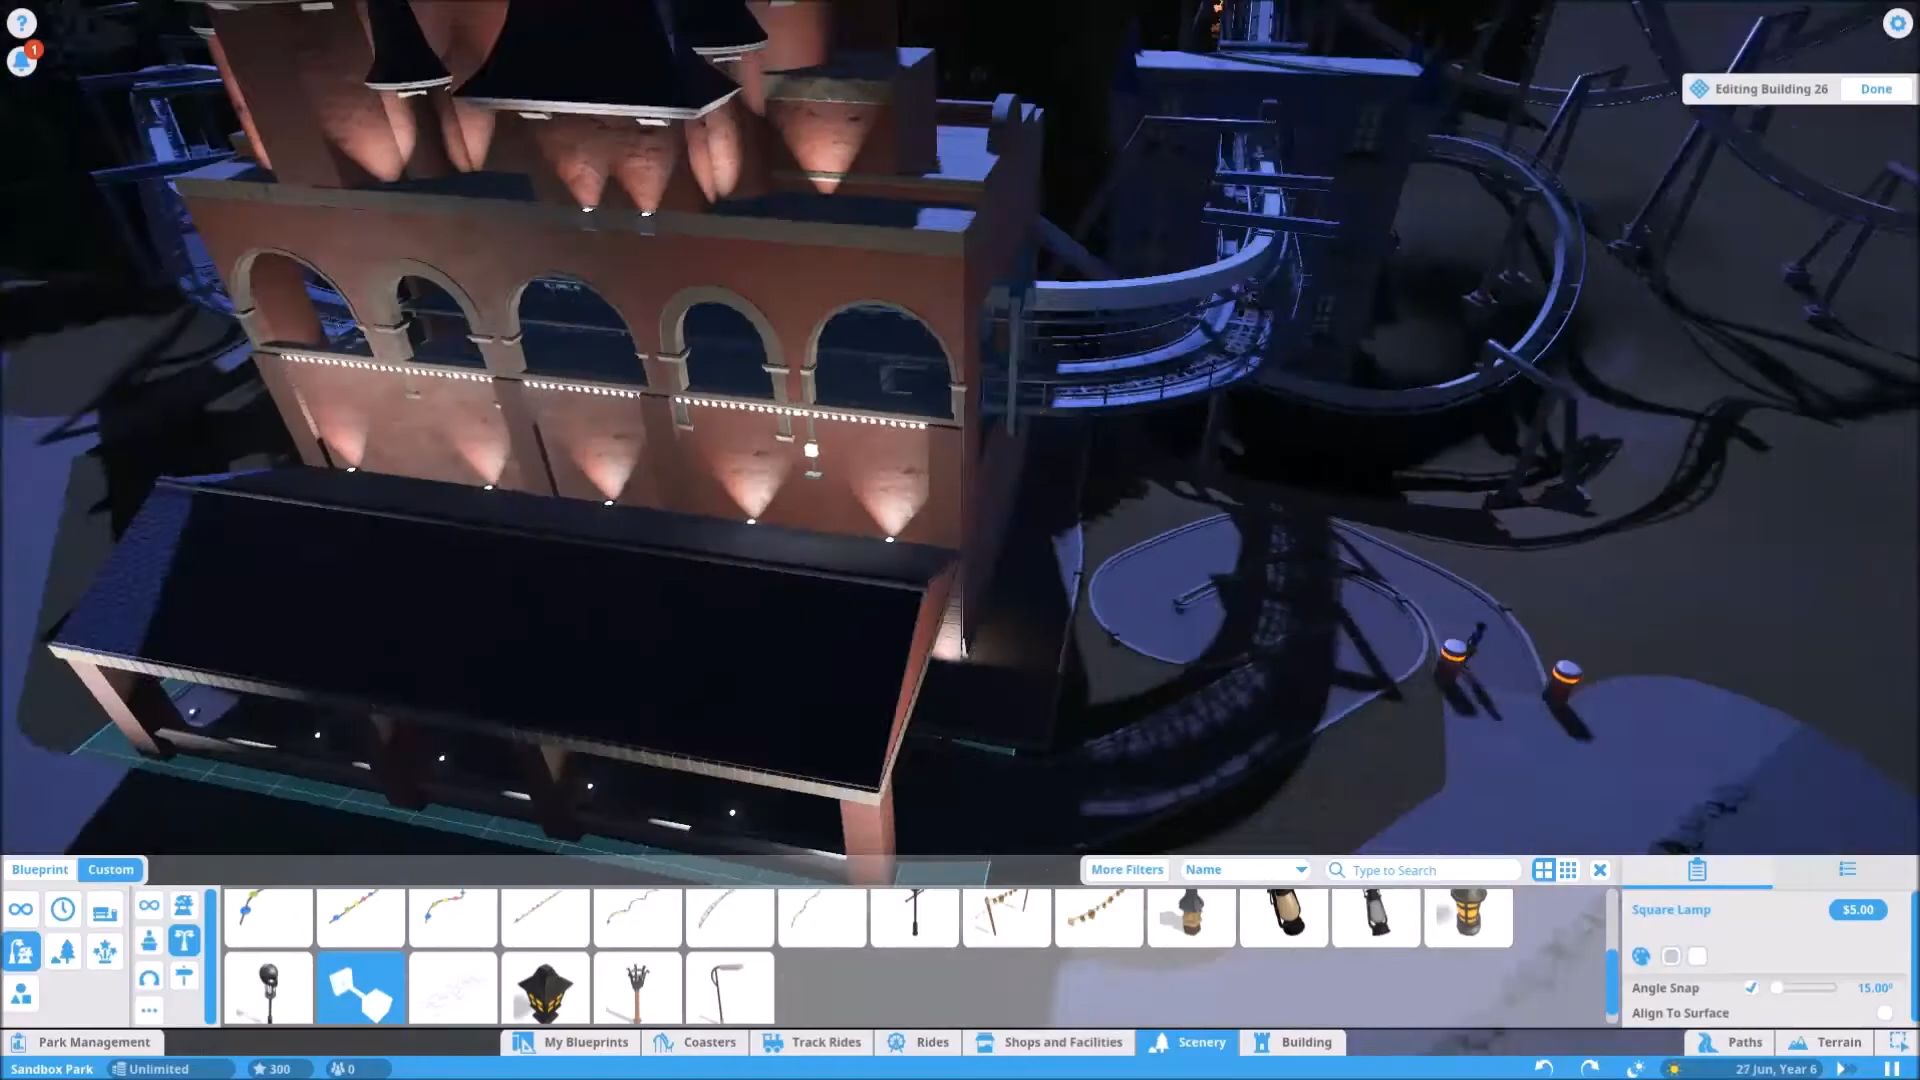 ?
1
Editing Building 26
Done
Blueprint
Custom
More Filters
Name
Type to Search
Square Lamp
$5.00
Angle Snap
15.00°
Align To Surface
Park Management
My Blueprints
Coasters
Track Rides
Rides
Shops and Facilities
Scenery
Building
Paths
Terrain
Sandbox Park
Unlimited
300
0
27 Jun, Year 6